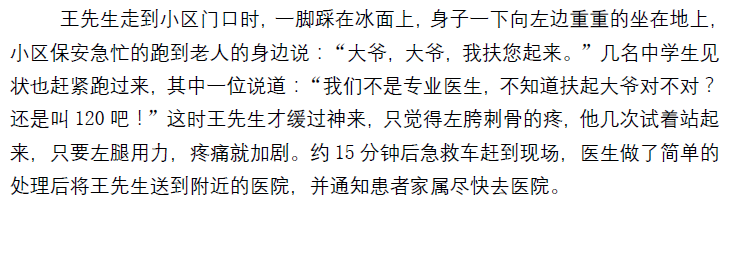 王先生走到小区门口时，一脚踩在冰面上，身子一下向左边重重的坐在地上，
小区保安急忙的跑到老人的身边说：“大爷，大爷，我扶您起来。”几名中学生见
状也赶紧跑过来，其中一位说道：“我们不是专业医生，不知道扶起大爷对不对？
还是叫 120 吧！”这时王先生才缓过神来，只觉得左胯刺骨的疼，他几次试着站起
来，只要左腿用力，疼痛就加剧。约 15 分钟后急救车赶到现场，医生做了简单的
处理后将王先生送到附近的医院，并通知患者家属尽快去医院。